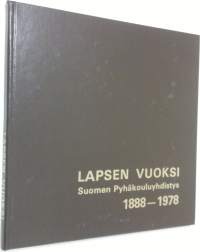 LAPSEN VUOKSI
Suomen Pyhäkouluyhdistys
1888—1978